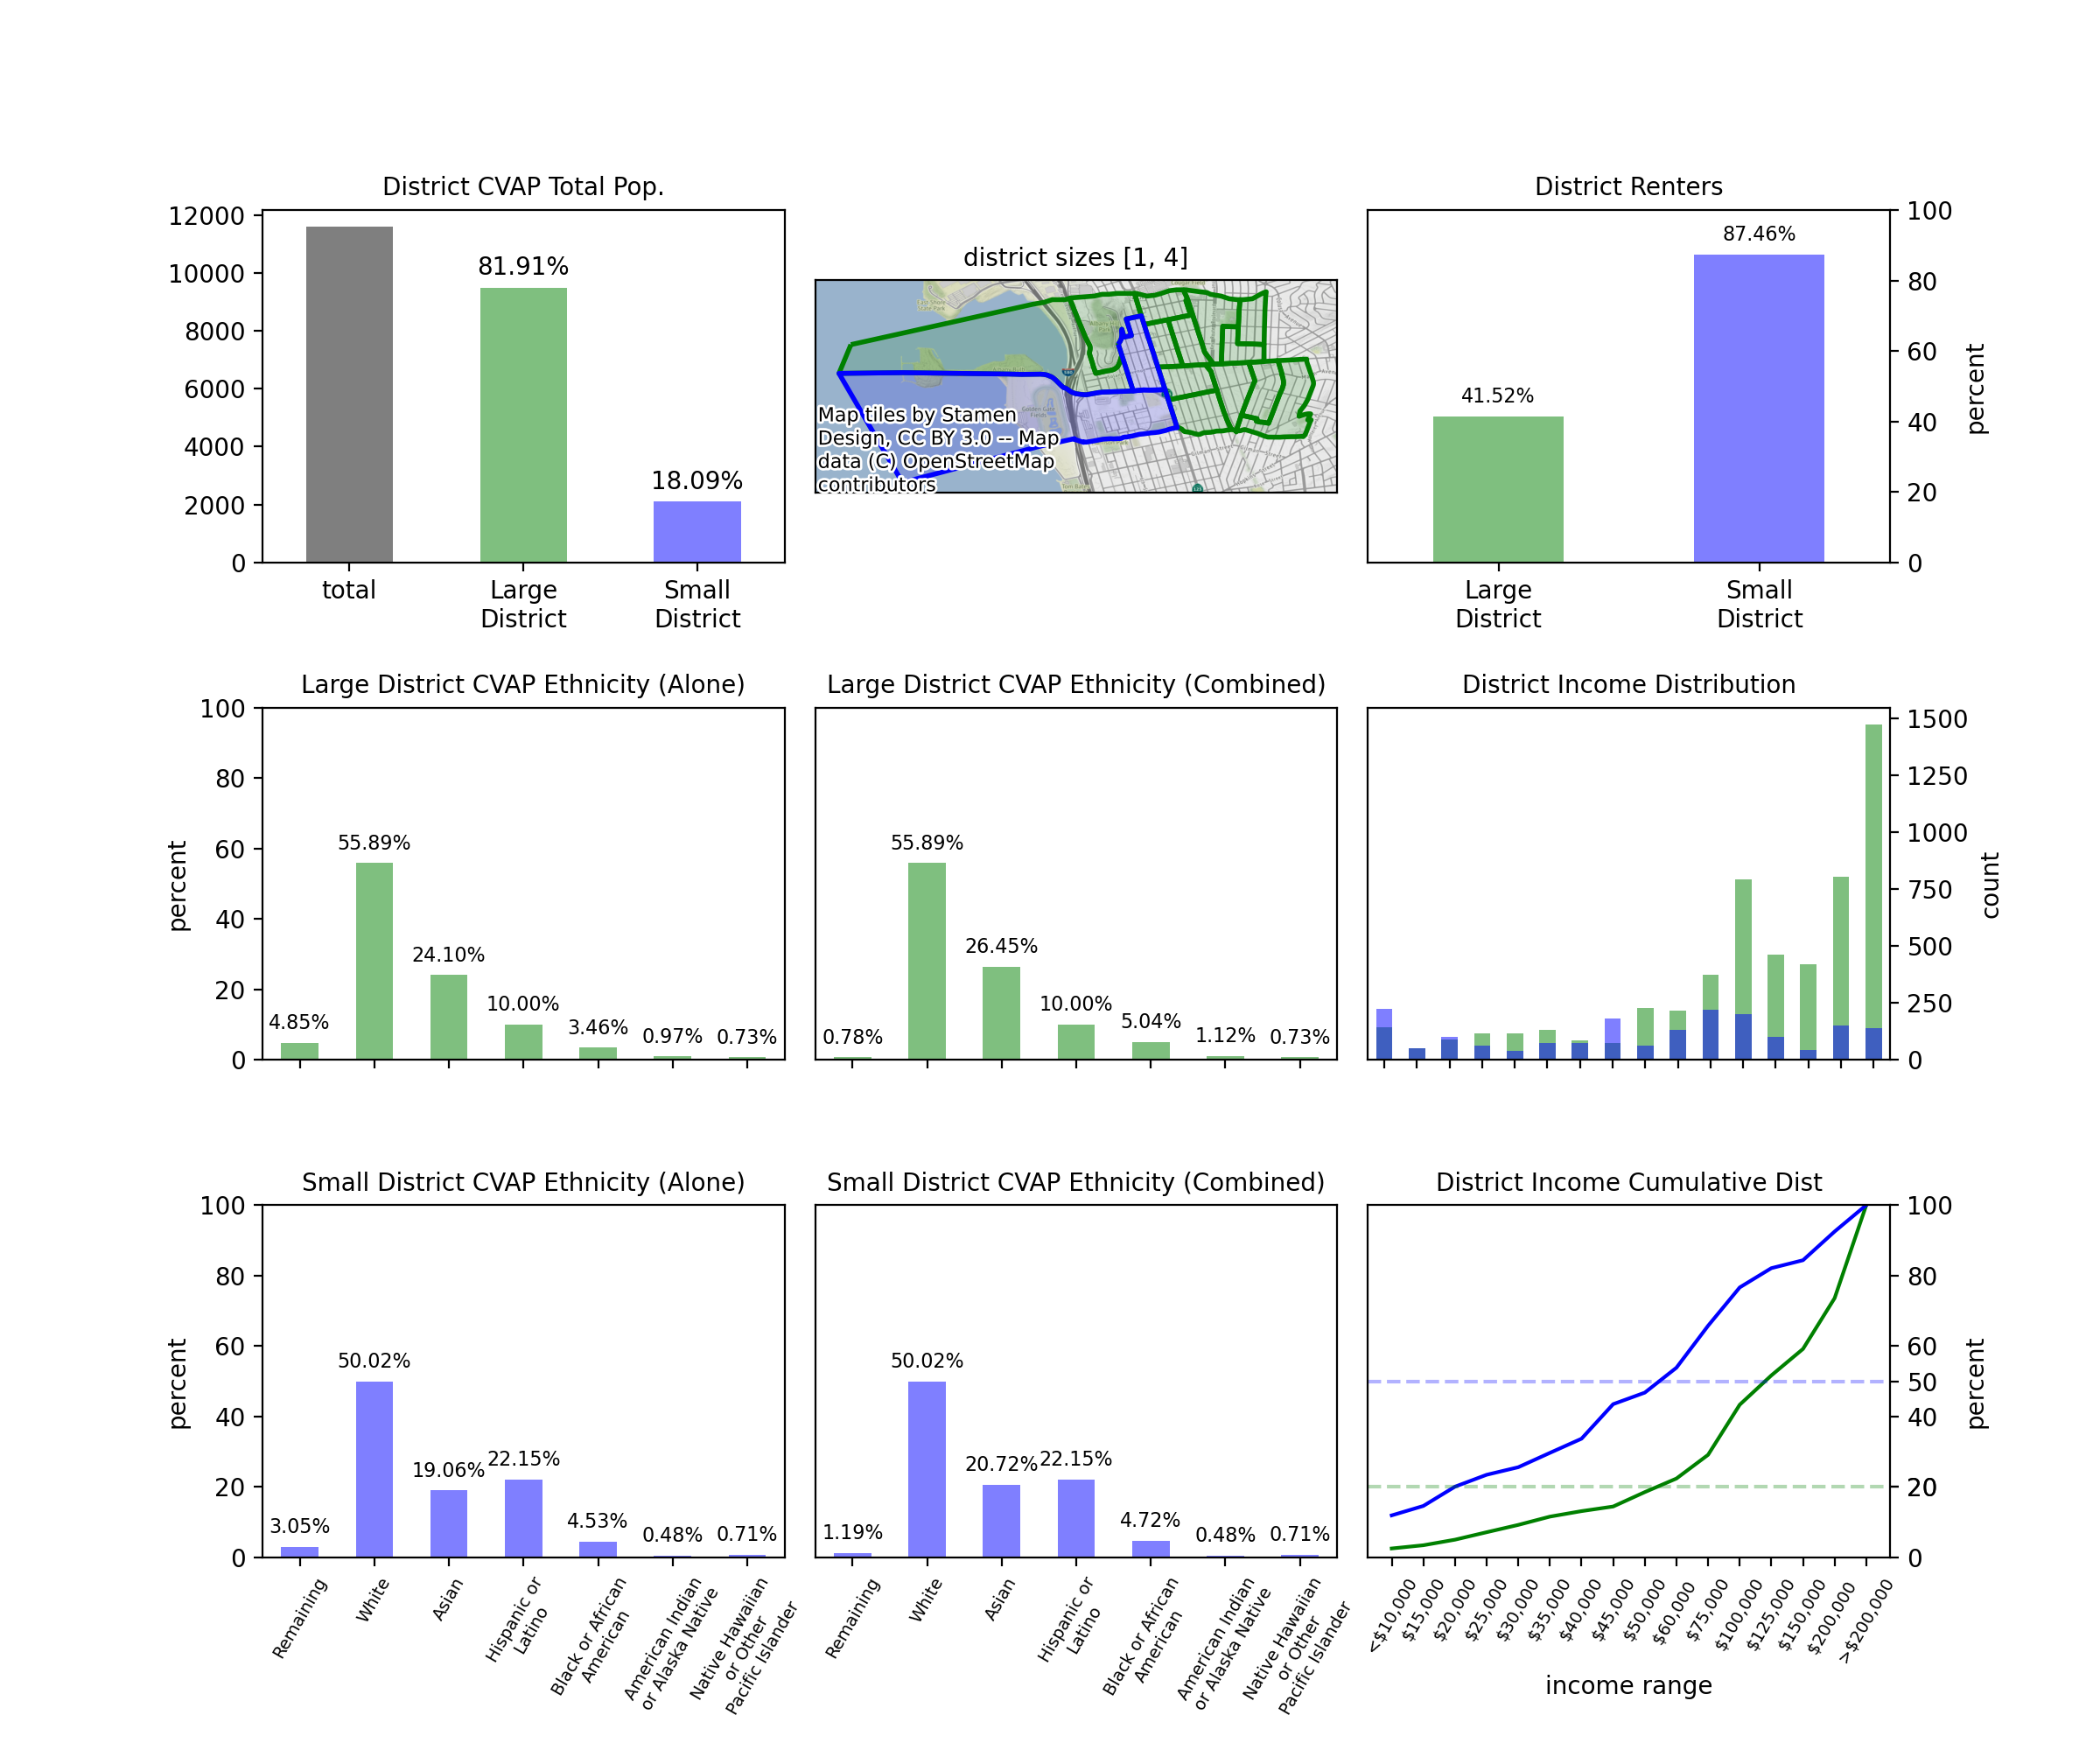 District CVAP Total Pop.
12000
10000
8000
6000
4000
2000
0
81.91%
18.09%
total
Large
District
Small
District
district sizes [1, 4]
Map tiles by Stamen
Design, CC BY 3.0 -- Map
data (C) OpenStreetMap
contributors
District Renters
41.52%
87.46%
100
80
60
40
20
0
percent
Large
District
Small
District
Large District CVAP Ethnicity (Alone)
percent
100
80
60
40
20
0
4.85%
55.89%
24.10%
10.00%
3.46%
0.97%
0.73%
Large District CVAP Ethnicity (Combined)
0.78%
55.89%
26.45%
10.00%
5.04%
1.12%
0.73%
District Income Distribution
1500
1250
1000
750
500
250
0
count
Small District CVAP Ethnicity (Alone)
percent
100
80
60
40
20
0
3.05%
50.02%
19.06%
22.15%
4.53%
0.48%
0.71%
Remaining
White
Asian
Hispanic or
Latino
Black or African
American
American Indian
or Alaska Native
Native Hawaiian
or Other
Pacific Islander
Small District CVAP Ethnicity (Combined)
1.19%
50.02%
20.72%
22.15%
4.72%
0.48%
0.71%
Remaining
White
Asian
Hispanic or
Latino
Black or African
American
American Indian
or Alaska Native
Native Hawaiian
or Other
Pacific Islander
District Income Cumulative Dist
100
80
60
50
40
20
0
percent
<$10,000
$15,000
$20,000
$25,000
$30,000
$35,000
$40,000
$45,000
$50,000
$60,000
$75,000
$100,000
$125,000
$150,000
$200,000
>$200,000
income range